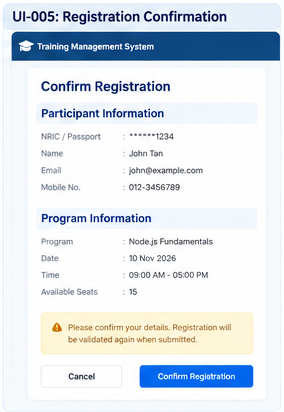 UI-005: Registration Confirmation
Training Management System
Confirm Registration
Participant Information
NRIC / Passport : ******1234
Name : John Tan
Email : john@example.com
Mobile No. : 012-3456789
Program Information
Program : Node.js Fundamentals
Date : 10 Nov 2026
Time : 09:00 AM - 05:00 PM
Available Seats : 15
Please confirm your details. Registration will
be validated again when submitted.
Cancel Confirm Registration